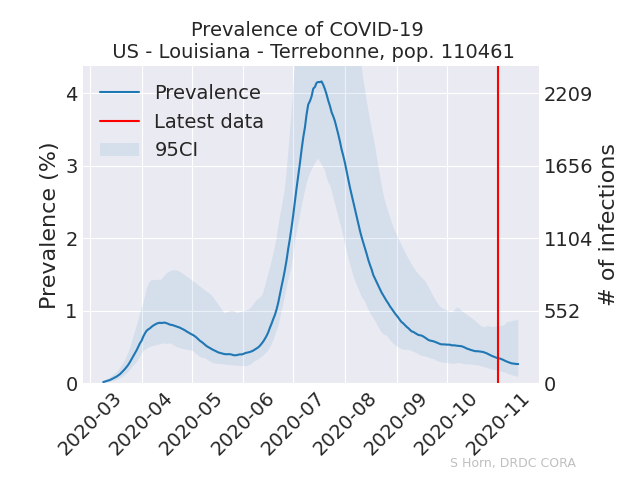 Prevalence of COVID-19
US - Louisiana - Terrebonne, pop. 110461
Prevalence
Latest data
95CI
Prevalence (%)
4
3
2
1
0
2209
1656
1104
552
0
# of infections
2020-03
2020-04
2020-05
2020-06
2020-07
2020-08
2020-09
2020-10
2020-11
S Horn, DRDC CORA